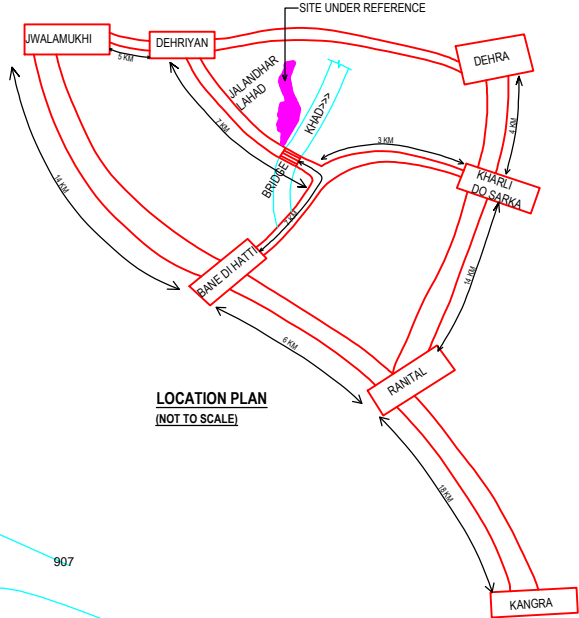 SITE UNDER REFERENCE
JWALAMUKHI
DEHRIYAN
DEHRA
5 KM
JALANDHAR
LAHAD
KHAD>>>
7 KM
3 KM
4 KM
BRIDGE
KHARLI
DO SARKA
14 KM
KM
BANE DI HATTI
14 KM
6 KM
RANITAL
LOCATION PLAN
(NOT TO SCALE)
18 KM
907
KANGRA